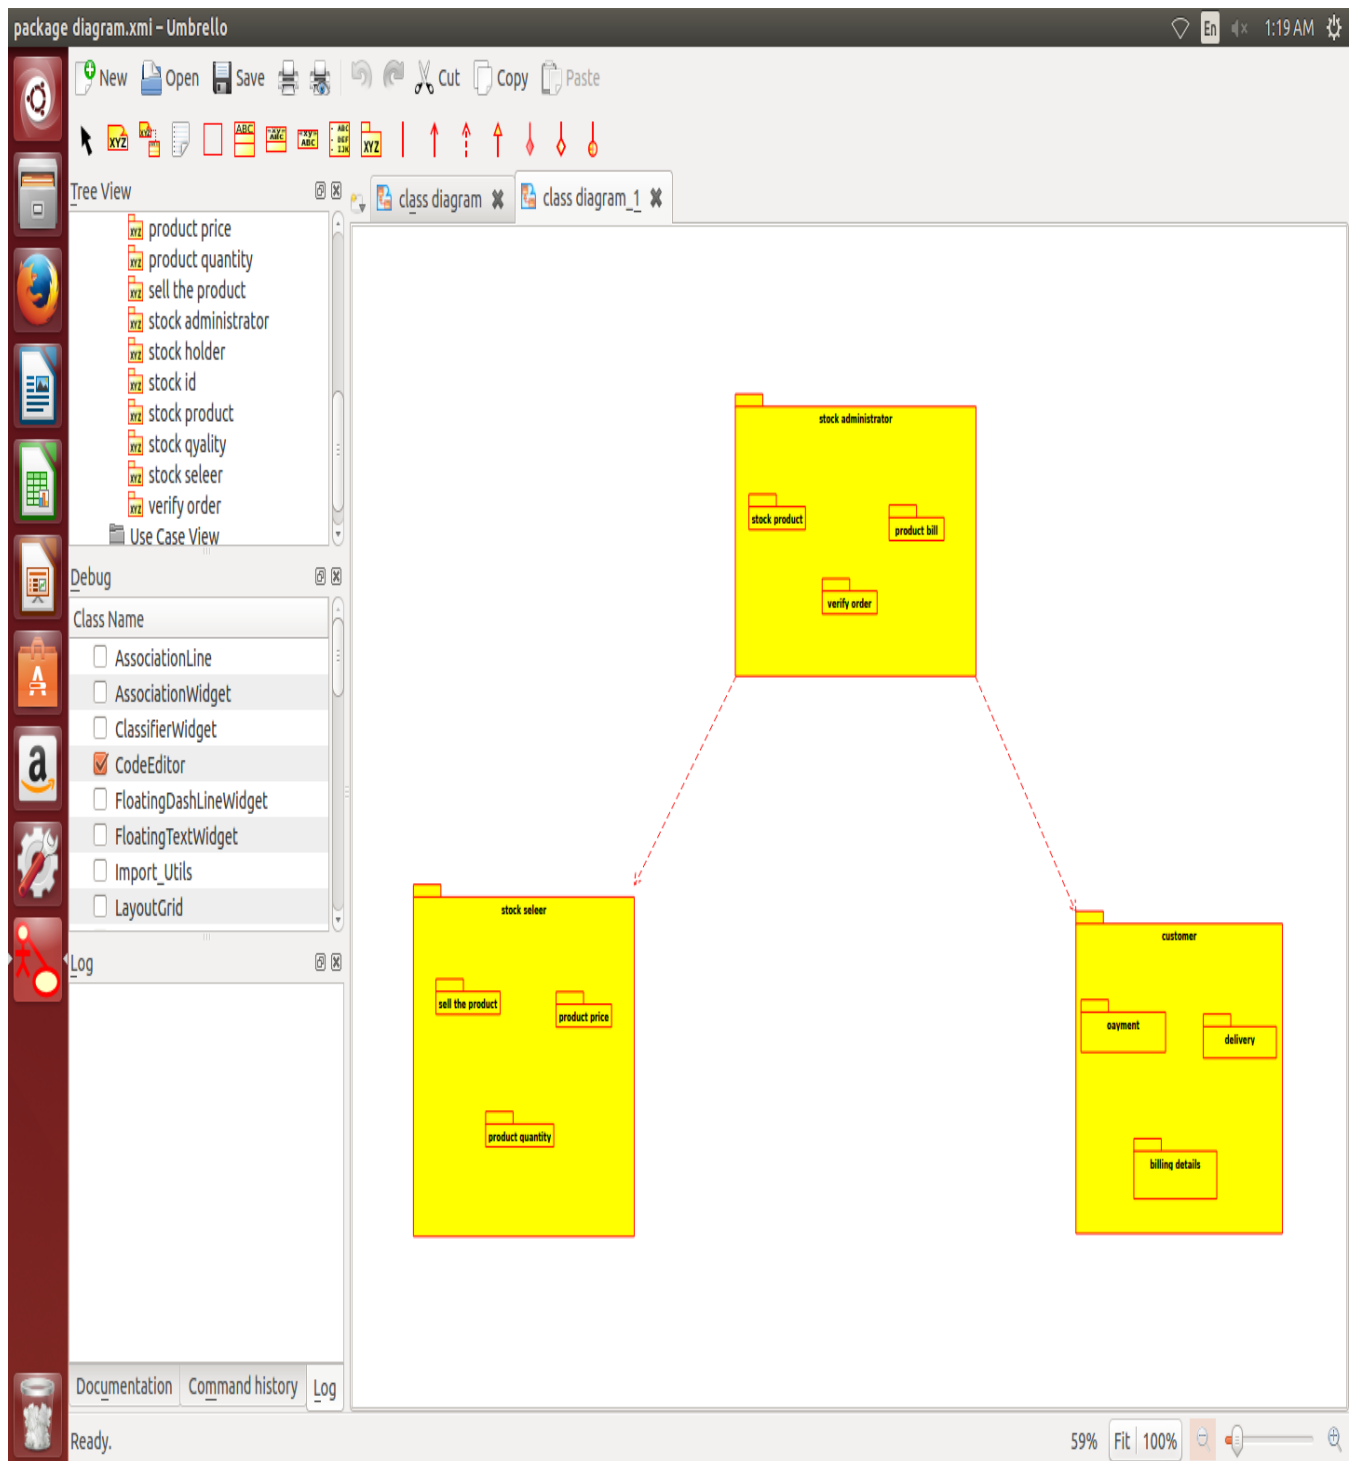 package diagram.xmi – Umbrello
En
1:19 AM
New Open Save Cut Copy Paste
Tree View
class diagram
class diagram_1
product price
product quantity
sell the product
stock administrator
stock holder
stock id
stock product
stock qyality
stock seleer
verify order
Use Case View
Debug
Class Name
AssociationLine
AssociationWidget
ClassifierWidget
CodeEditor
FloatingDashLineWidget
FloatingTextWidget
Import_Utils
LayoutGrid
Log
Documentation Command history Log
Ready.
stock administrator
stock product
product bill
verify order
stock seleer
sell the product
product price
product quantity
customer
oayment
delivery
billing details
59% Fit 100%